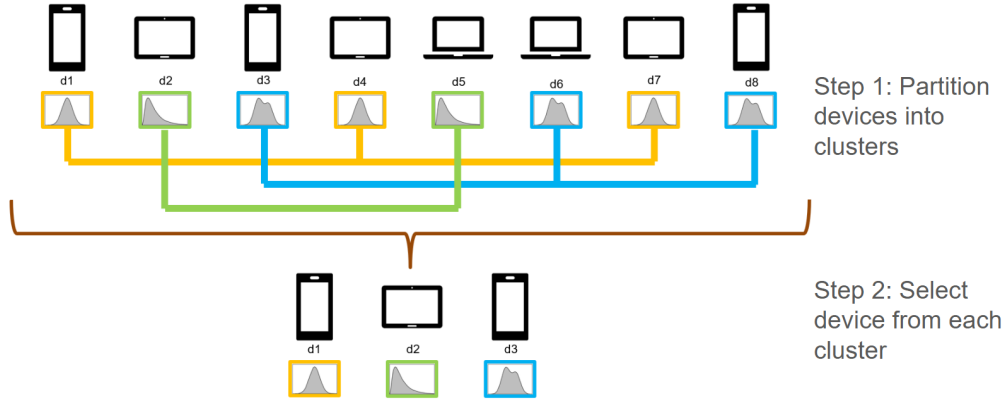 d1 d2 d3 d4 d5 d6 d7 d8
Step 1: Partition
devices into
clusters
Step 2: Select
device from each
cluster
d1 d2 d3